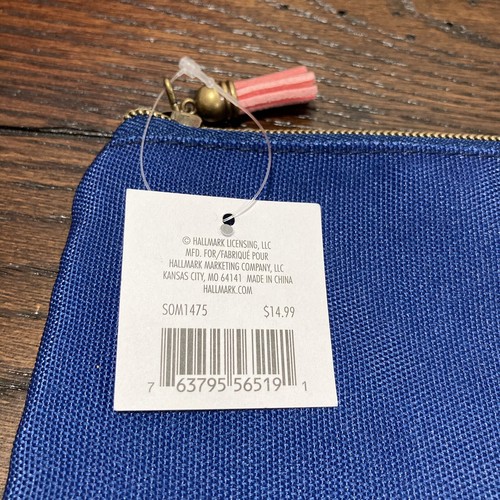 © HALLMARK LICENSING, LLC
MFD. FOR/FABRIQUÉ POUR
HALLMARK MARKETING COMPANY, LLC
KANSAS CITY, MO 64141 MADE IN CHINA
HALLMARK.COM
SOM1475 $14.99
7 63795 56519 1